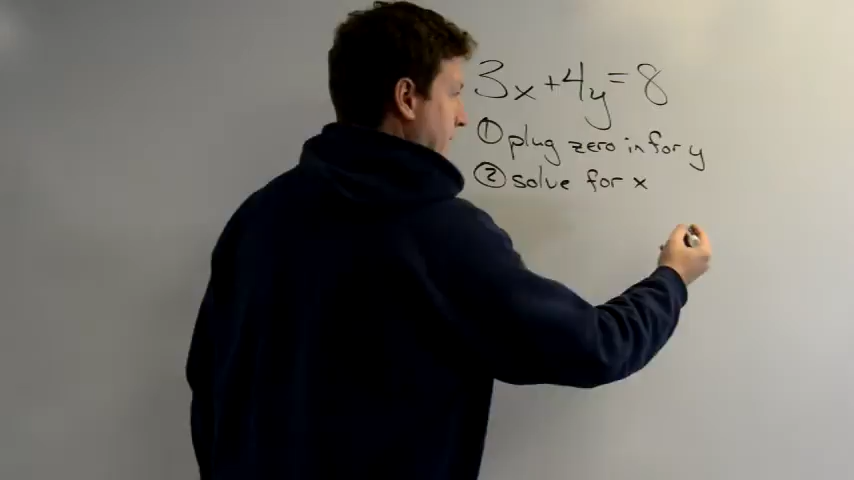 3x+4y=8
① plug zero in for y
② solve for x